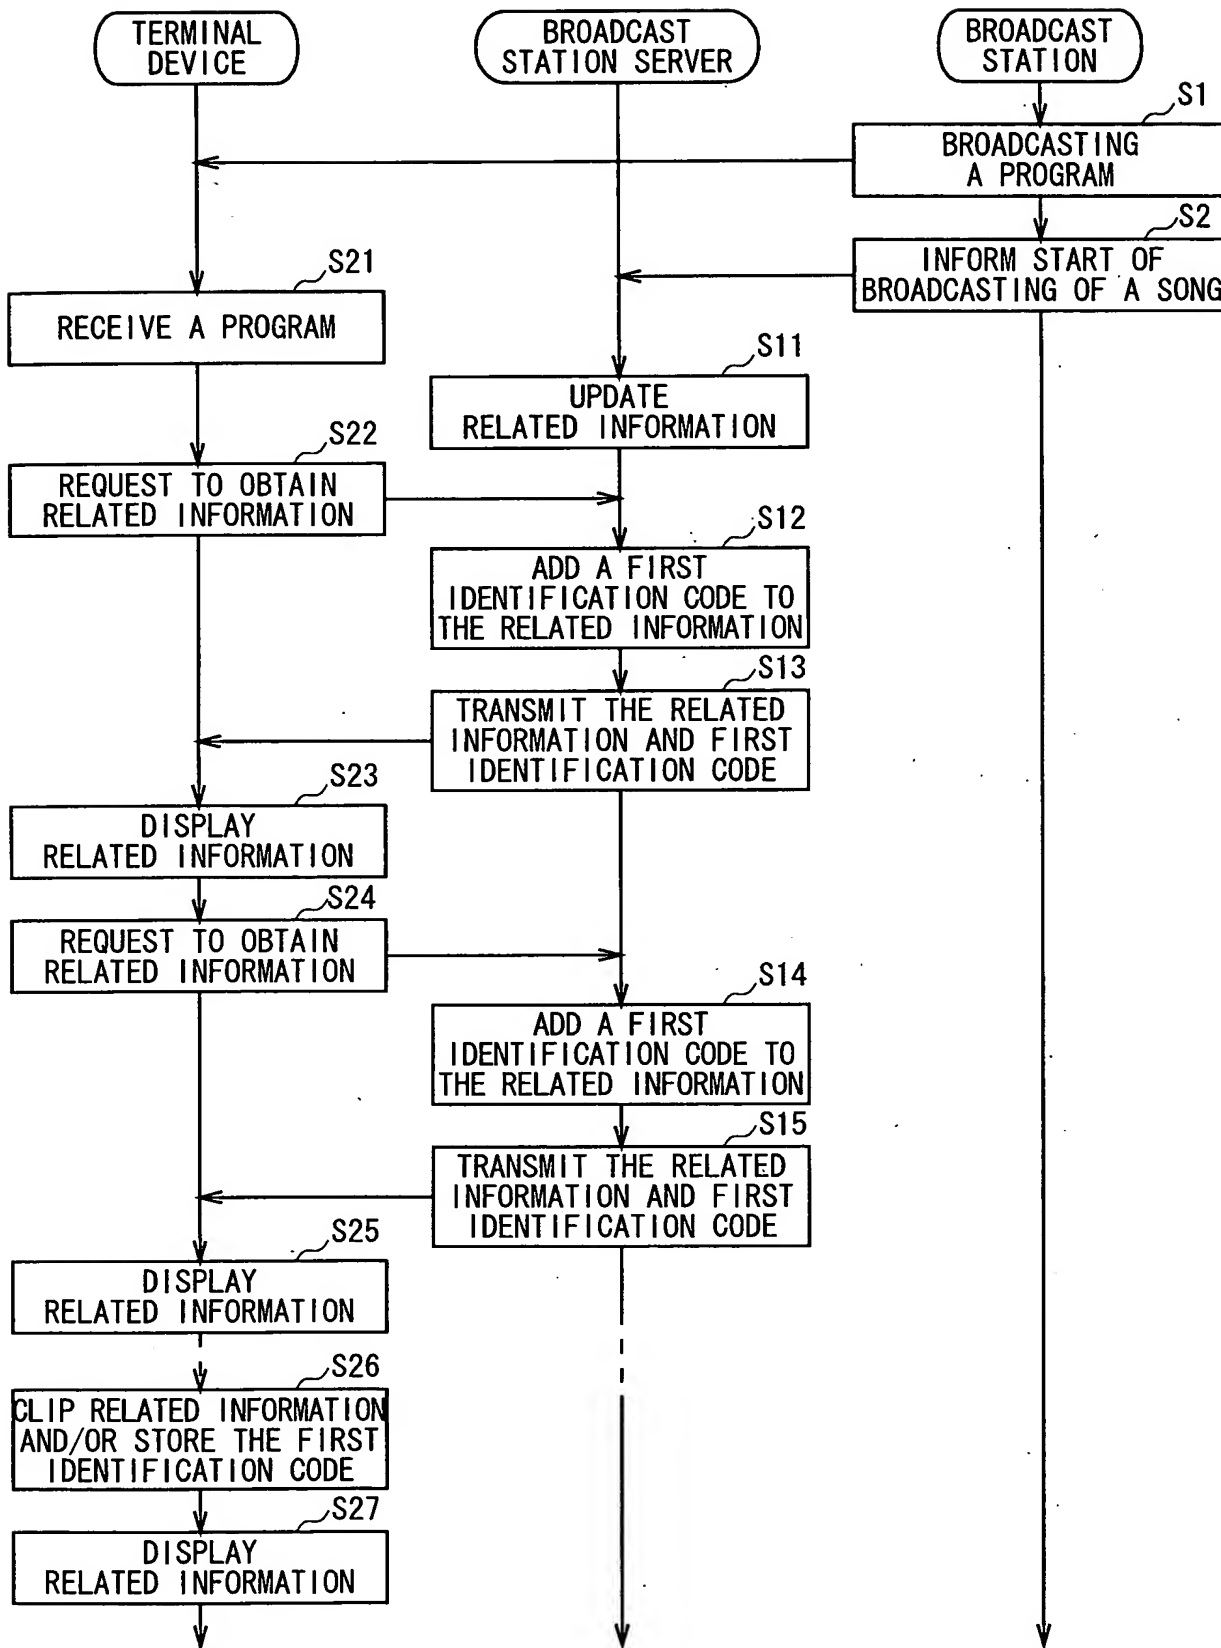 TERMINAL
DEVICE
BROADCAST
STATION SERVER
BROADCAST
STATION
S1
BROADCASTING
A PROGRAM
S2
INFORM START OF
BROADCASTING OF A SONG
S21
RECEIVE A PROGRAM
S11
UPDATE
RELATED INFORMATION
S22
REQUEST TO OBTAIN
RELATED INFORMATION
S12
ADD A FIRST
IDENTIFICATION CODE TO
THE RELATED INFORMATION
S13
TRANSMIT THE RELATED
INFORMATION AND FIRST
IDENTIFICATION CODE
S23
DISPLAY
RELATED INFORMATION
S24
REQUEST TO OBTAIN
RELATED INFORMATION
S14
ADD A FIRST
IDENTIFICATION CODE TO
THE RELATED INFORMATION
S15
TRANSMIT THE RELATED
INFORMATION AND FIRST
IDENTIFICATION CODE
S25
DISPLAY
RELATED INFORMATION
S26
CLIP RELATED INFORMATION
AND/OR STORE THE FIRST
IDENTIFICATION CODE
S27
DISPLAY
RELATED INFORMATION